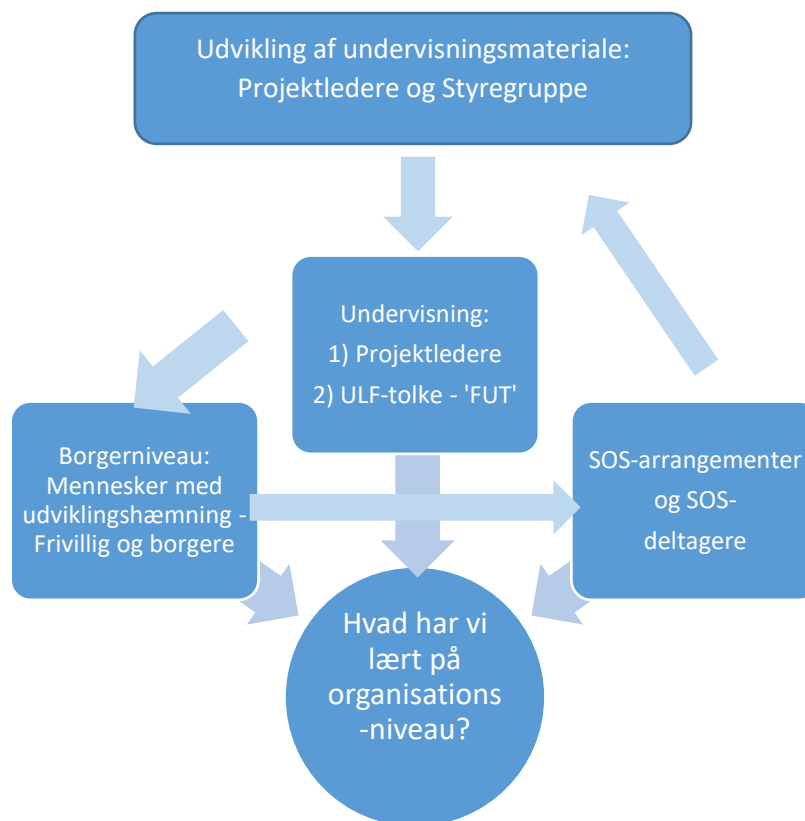 Udvikling af undervisningsmateriale:
Projektledere og Styregruppe
Undervisning:
1) Projektledere
2) ULF-tolke - 'FUT'
Borgerniveau:
Mennesker med
udviklingshæmning -
Frivillig og borgere
SOS-arrangementer
og SOS-
deltagere
Hvad har vi
lært på
organisations
-niveau?